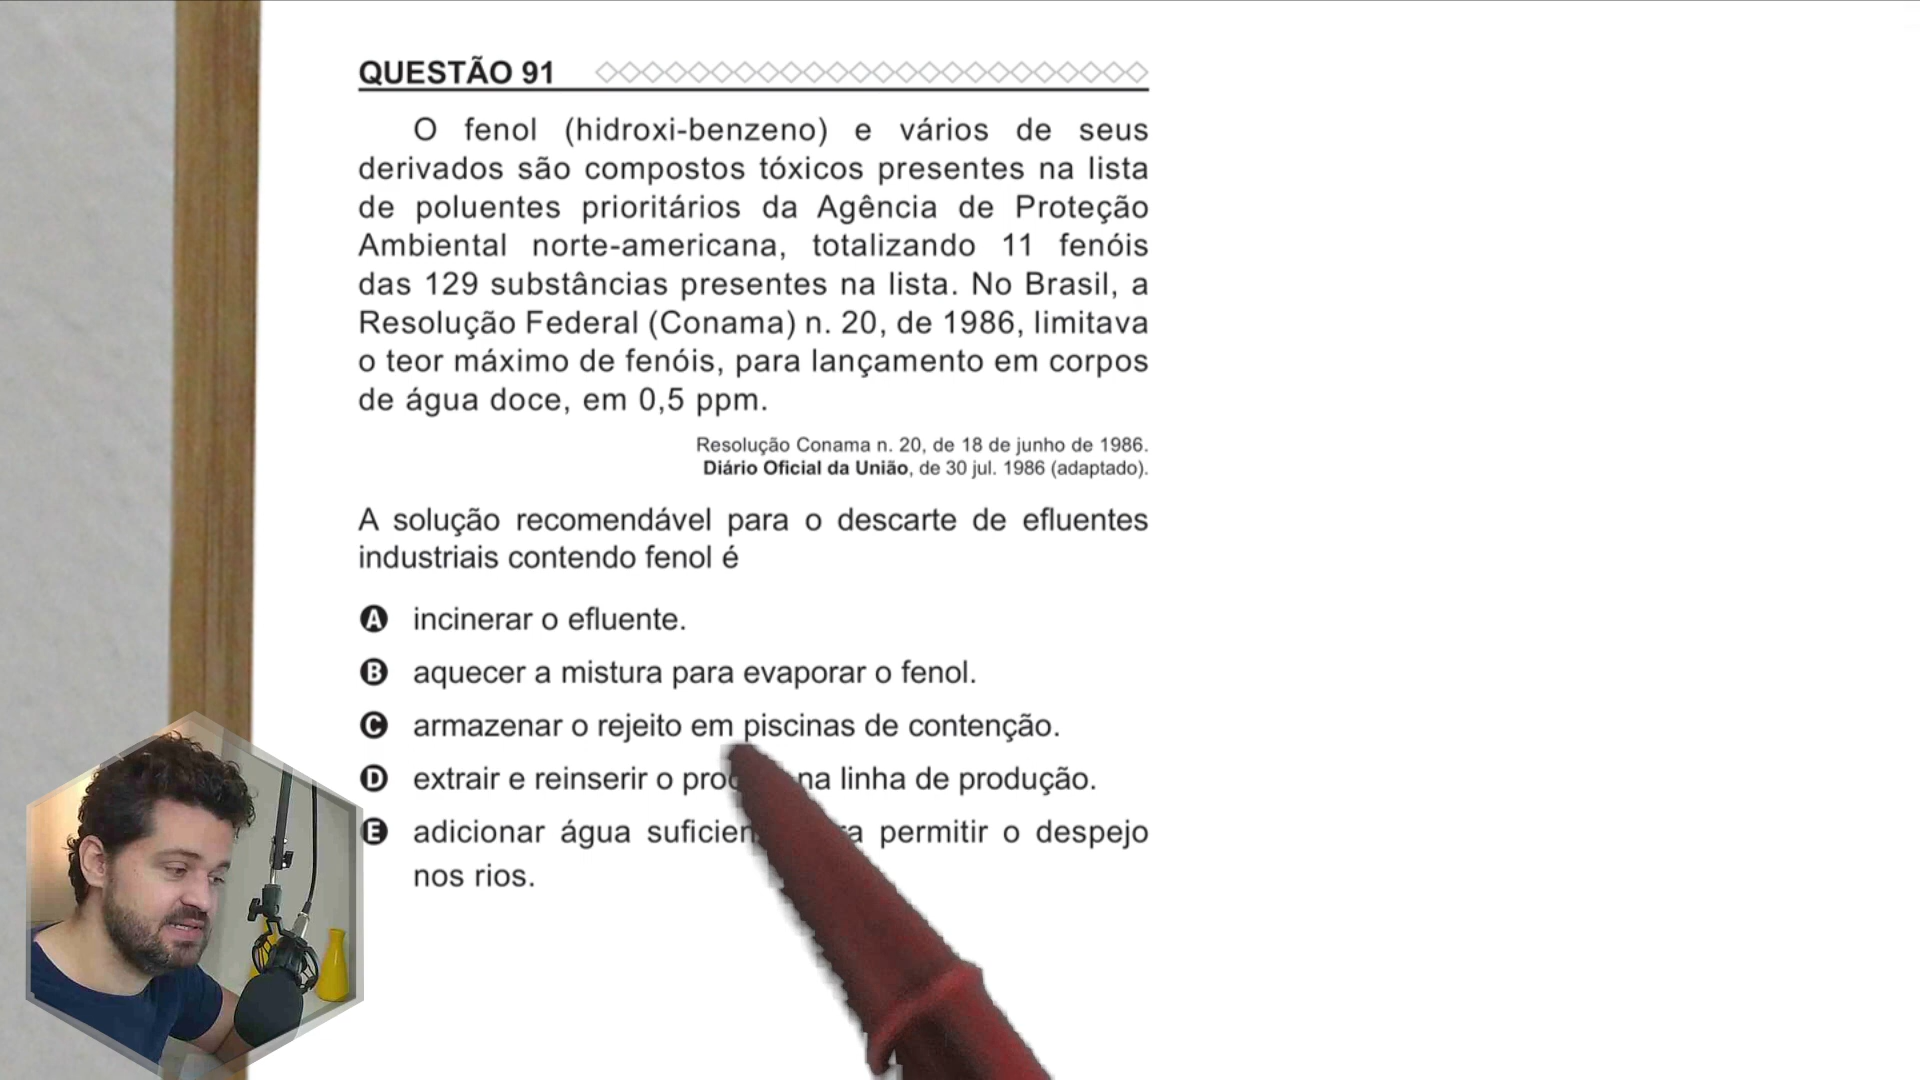 QUESTÃO 91
O fenol (hidroxi-benzeno) e vários de seus
derivados são compostos tóxicos presentes na lista
de poluentes prioritários da Agência de Proteção
Ambiental norte-americana, totalizando 11 fenóis
das 129 substâncias presentes na lista. No Brasil, a
Resolução Federal (Conama) n. 20, de 1986, limitava
o teor máximo de fenóis, para lançamento em corpos
de água doce, em 0,5 ppm.
Resolução Conama n. 20, de 18 de junho de 1986.
Diário Oficial da União, de 30 jul. 1986 (adaptado).
A solução recomendável para o descarte de efluentes
industriais contendo fenol é
A incinerar o efluente.
B aquecer a mistura para evaporar o fenol.
C armazenar o rejeito em piscinas de contenção.
D extrair e reinserir o na linha de produção.
E adicionar água permitir o despejo
nos rios.